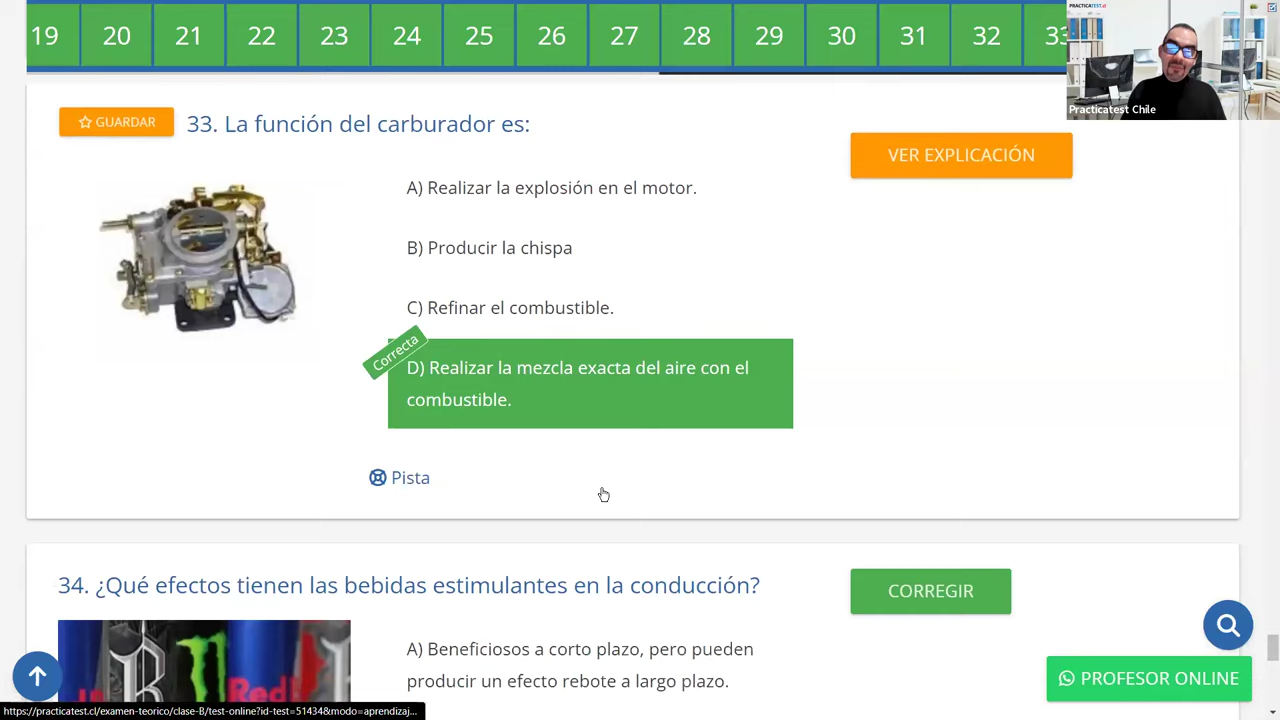 19 20 21 22 23 24 25 26 27 28 29 30 31 32 33
PRACTICATEST.cl
Practicatest Chile
GUARDAR
33. La función del carburador es:
VER EXPLICACIÓN
A) Realizar la explosión en el motor.
B) Producir la chispa
C) Refinar el combustible.
Correcta
D) Realizar la mezcla exacta del aire con el
combustible.
Pista
34. ¿Qué efectos tienen las bebidas estimulantes en la conducción?
CORREGIR
A) Beneficiosos a corto plazo, pero pueden
producir un efecto rebote a largo plazo.
Red
PROFESOR ONLINE
https://practicatest.cl/examen-teorico/clase-B/test-online?id-test=51434&modo=aprendizaj...